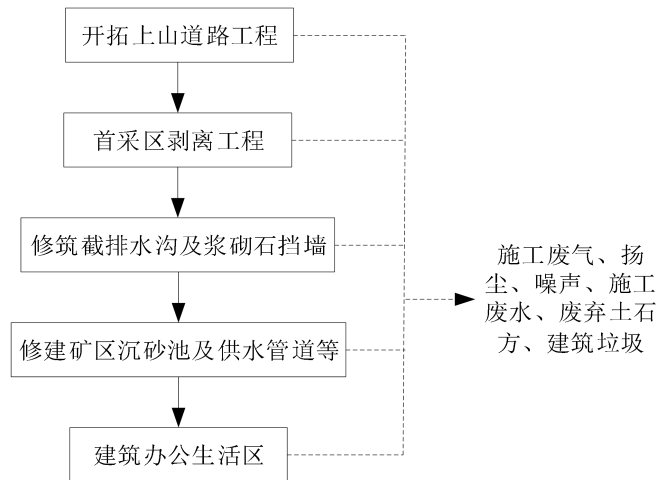 开拓上山道路工程
首采区剥离工程
修筑截排水沟及浆砌石挡墙
修建矿区沉砂池及供水管道等
建筑办公生活区
施工废气、扬
尘、噪声、施工
废水、废弃土石
方、建筑垃圾